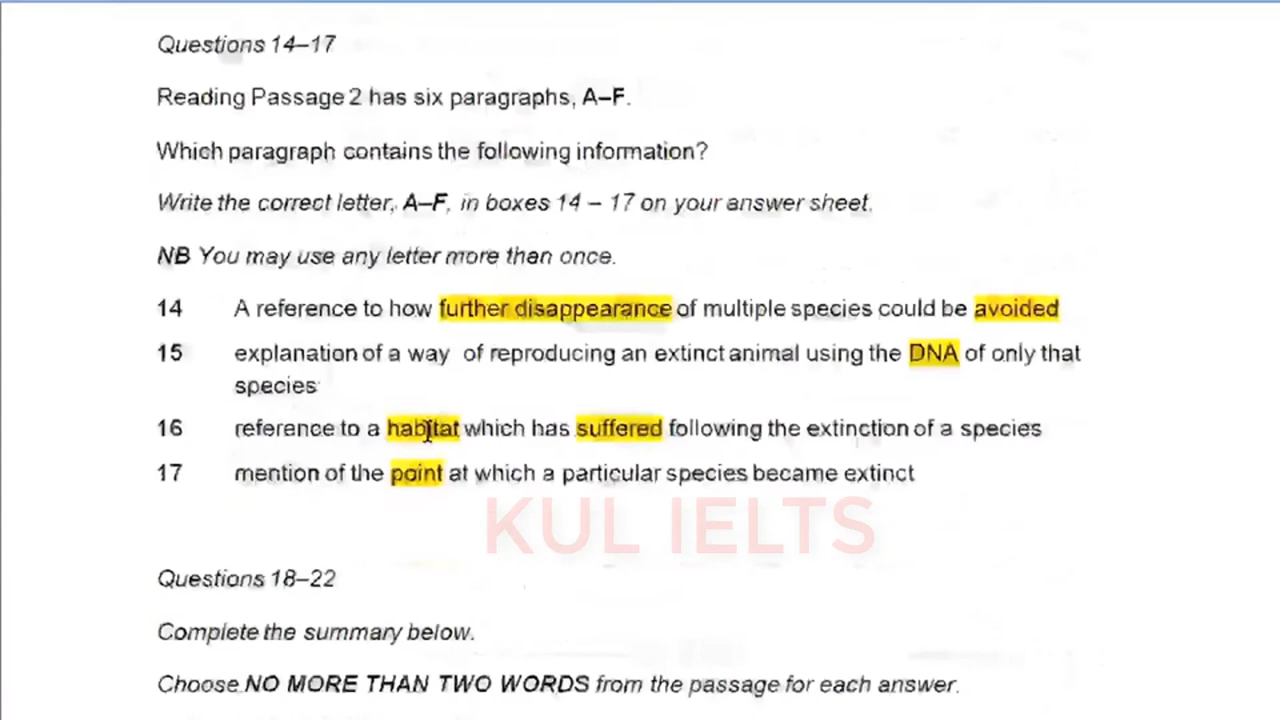 Questions 14–17
Reading Passage 2 has six paragraphs, A–F.
Which paragraph contains the following information?
Write the correct letter, A–F, in boxes 14 – 17 on your answer sheet.
NB You may use any letter more than once.
14 A reference to how further disappearance of multiple species could be avoided
15 explanation of a way of reproducing an extinct animal using the DNA of only that
species
16 reference to a habitat which has suffered following the extinction of a species
17 mention of the point at which a particular species became extinct
KUL IELTS
Questions 18–22
Complete the summary below.
Choose NO MORE THAN TWO WORDS from the passage for each answer.